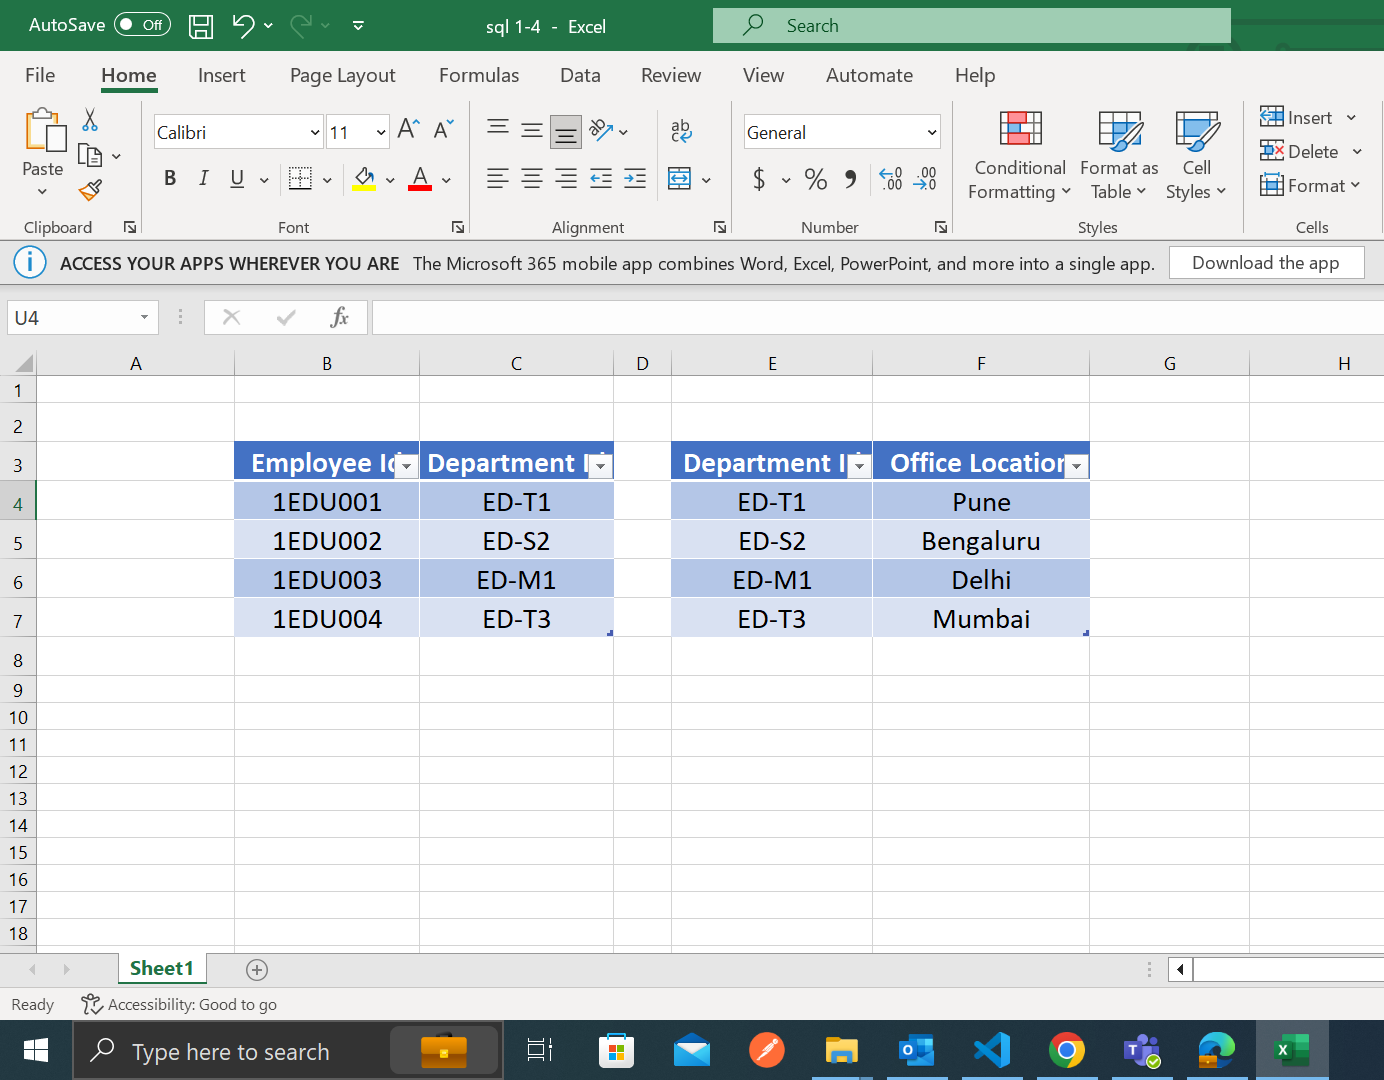 AutoSave Off sql 1-4 - Excel Search
File Home Insert Page Layout Formulas Data Review View Automate Help
Calibri 11 General
Paste
B I U $ %
Conditional Formatting
Format as Table
Cell Styles
Insert
Delete
Format
Clipboard Font Alignment Number Styles Cells
ACCESS YOUR APPS WHEREVER YOU ARE The Microsoft 365 mobile app combines Word, Excel, PowerPoint, and more into a single app. Download the app
U4 fx
A B C D E F G H
1
2
3 Employee Id Department I Department I Office Location
4 1EDU001 ED-T1 ED-T1 Pune
5 1EDU002 ED-S2 ED-S2 Bengaluru
6 1EDU003 ED-M1 ED-M1 Delhi
7 1EDU004 ED-T3 ED-T3 Mumbai
8
9
10
11
12
13
14
15
16
17
18
Sheet1
Ready Accessibility: Good to go
Type here to search